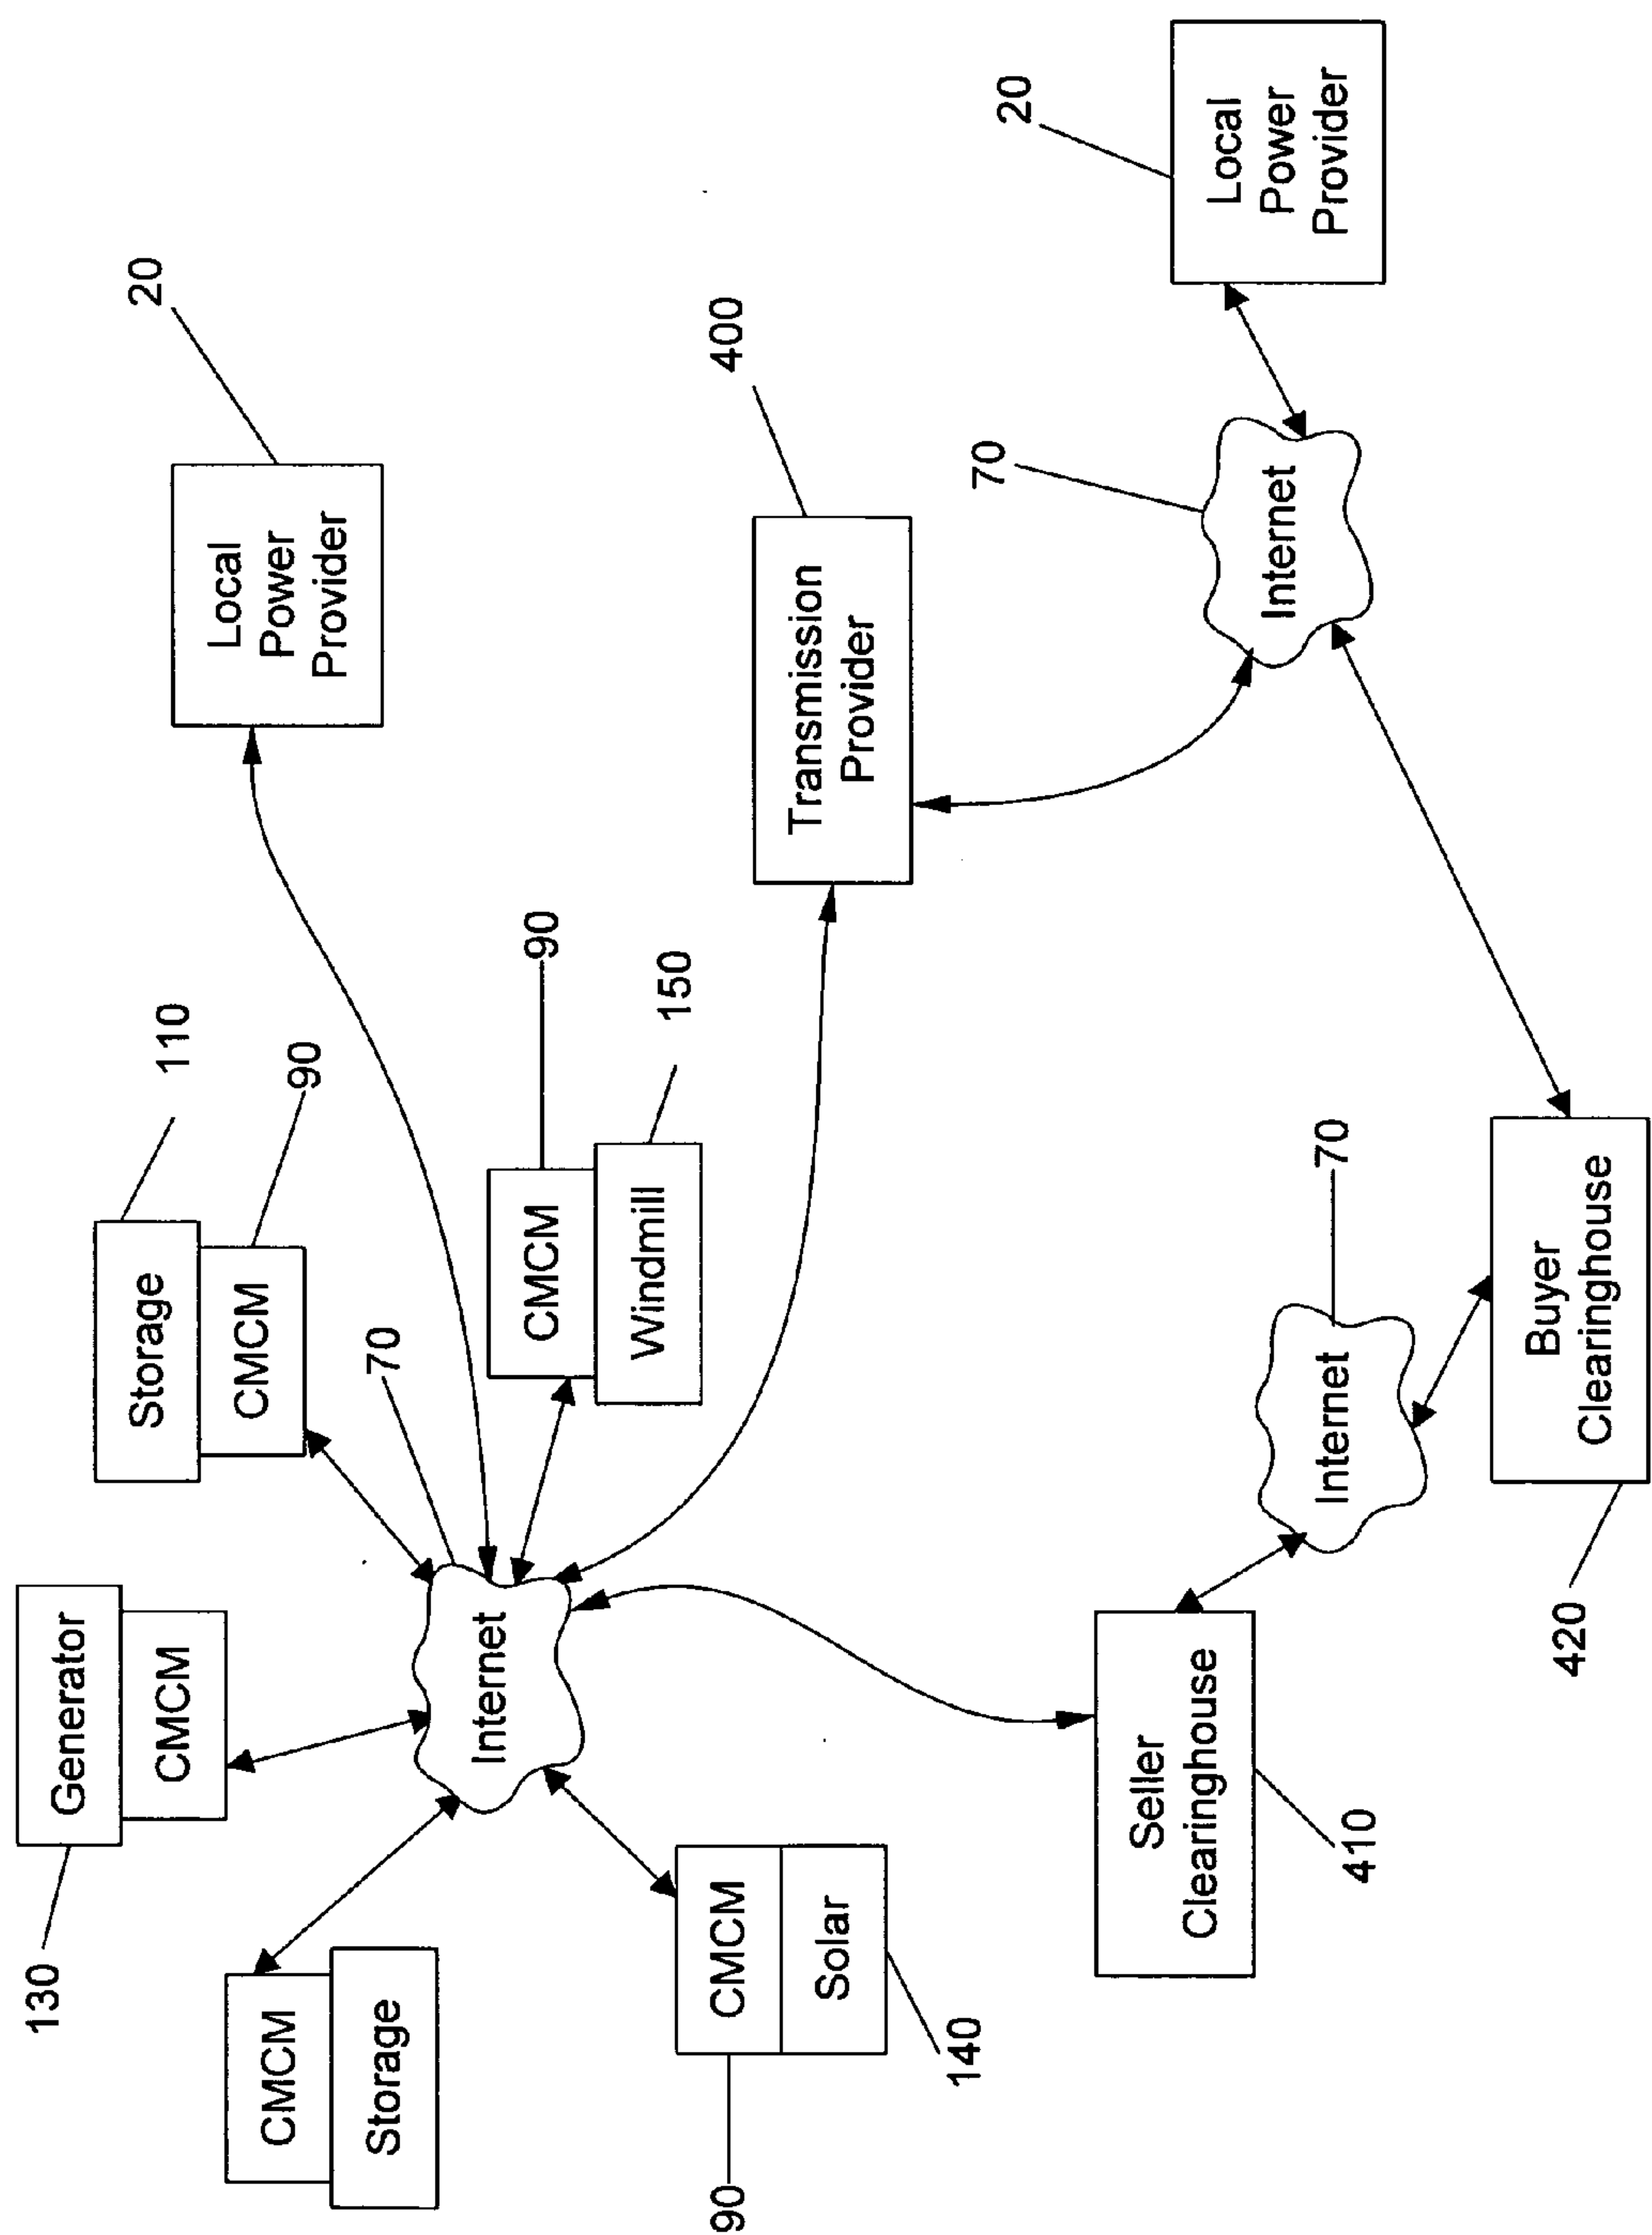 130
Generator
CMCM
Storage
CMCM
110
90
CMCM
Storage
Internet
70
Local
Power
Provider
20
CMCM
Windmill
90
150
90
CMCM
Solar
140
Transmission
Provider
400
Seller
Clearinghouse
410
Internet
70
Internet
70
Local
Power
Provider
20
Buyer
Clearinghouse
420